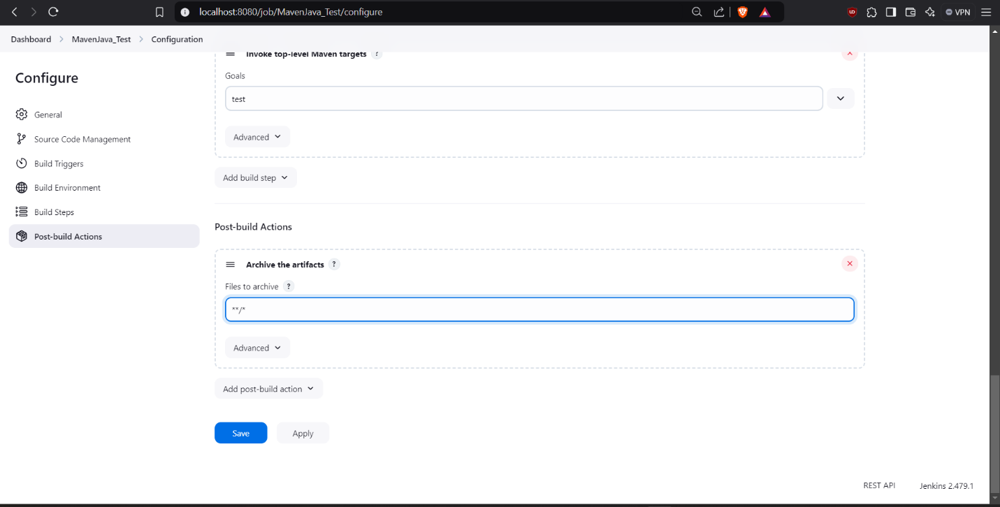 localhost:8080/job/MavenJava_Test/configure
UD
VPN
Dashboard > MavenJava_Test > Configuration
Configure
General
Source Code Management
Build Triggers
Build Environment
Build Steps
Post-build Actions
Invoke top-level Maven targets ?
Goals
test
Advanced
Add build step
Post-build Actions
Archive the artifacts ?
Files to archive ?
**/*
Advanced
Add post-build action
Save Apply
REST API Jenkins 2.479.1